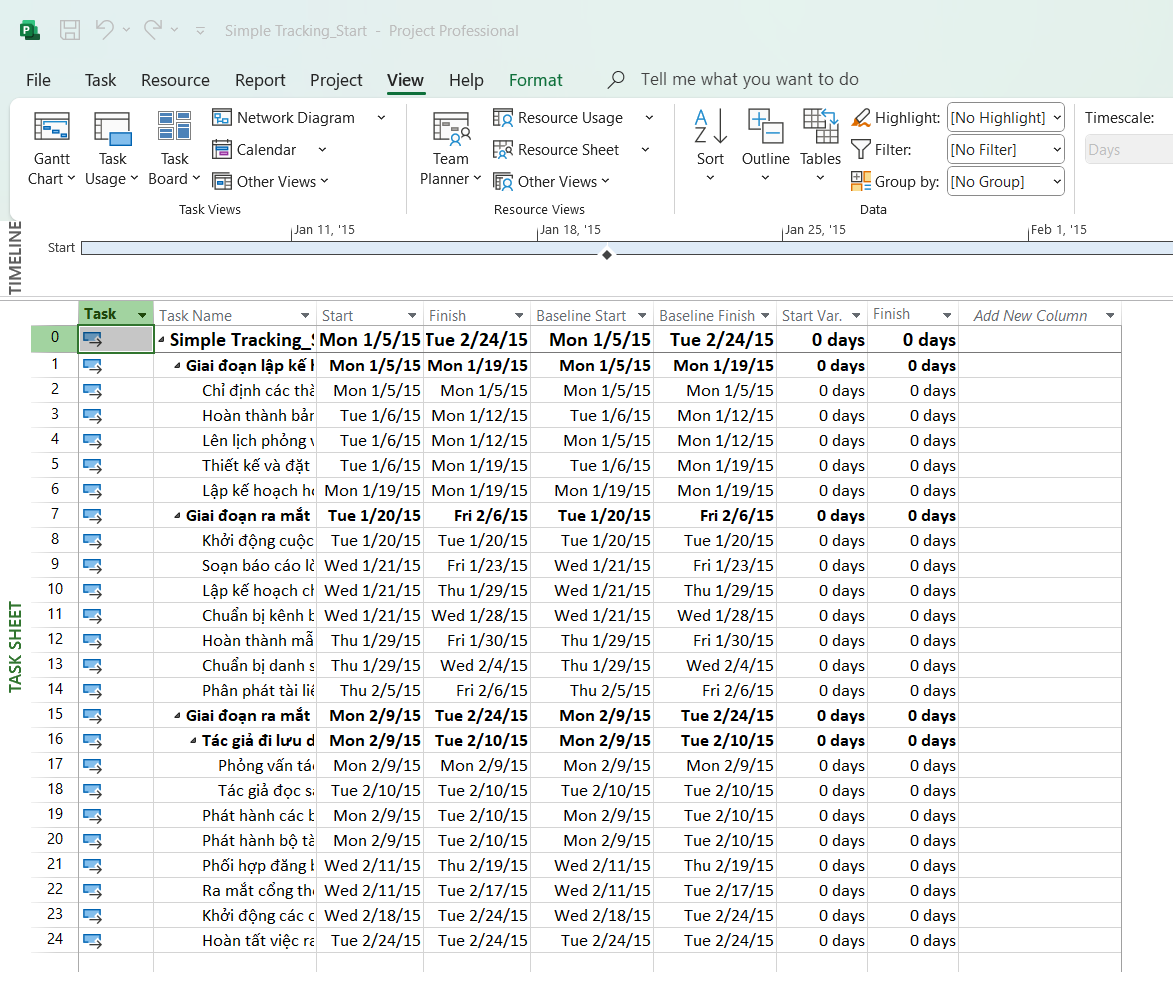 Simple Tracking_Start - Project Professional
File Task Resource Report Project View Help Format Tell me what you want to do
Gantt Chart
Task Usage
Task Board
Network Diagram
Calendar
Other Views
Task Views
Team Planner
Resource Usage
Resource Sheet
Other Views
Resource Views
Sort
Outline
Tables
Highlight: [No Highlight]
Filter: [No Filter]
Group by: [No Group]
Data
Timescale:
Days
TIMELINE
Start
Jan 11, '15 Jan 18, '15 Jan 25, '15 Feb 1, '15
TASK SHEET
Task Task Name Start Finish Baseline Start Baseline Finish Start Var. Finish Add New Column
0 Simple Tracking_S Mon 1/5/15 Tue 2/24/15 Mon 1/5/15 Tue 2/24/15 0 days 0 days
1 Giai đoạn lập kế h Mon 1/5/15 Mon 1/19/15 Mon 1/5/15 Mon 1/19/15 0 days 0 days
2 Chỉ định các thà Mon 1/5/15 Mon 1/5/15 Mon 1/5/15 Mon 1/5/15 0 days 0 days
3 Hoàn thành bản Tue 1/6/15 Mon 1/12/15 Tue 1/6/15 Mon 1/12/15 0 days 0 days
4 Lên lịch phỏng v Tue 1/6/15 Mon 1/12/15 Mon 1/5/15 Mon 1/12/15 0 days 0 days
5 Thiết kế và đặt Tue 1/6/15 Mon 1/19/15 Tue 1/6/15 Mon 1/19/15 0 days 0 days
6 Lập kế hoạch họ Mon 1/19/15 Mon 1/19/15 Mon 1/19/15 Mon 1/19/15 0 days 0 days
7 Giai đoạn ra mắt Tue 1/20/15 Fri 2/6/15 Tue 1/20/15 Fri 2/6/15 0 days 0 days
8 Khởi động cuộc Tue 1/20/15 Tue 1/20/15 Tue 1/20/15 Tue 1/20/15 0 days 0 days
9 Soạn báo cáo lờ Wed 1/21/15 Fri 1/23/15 Wed 1/21/15 Fri 1/23/15 0 days 0 days
10 Lập kế hoạch ch Wed 1/21/15 Thu 1/29/15 Wed 1/21/15 Thu 1/29/15 0 days 0 days
11 Chuẩn bị kênh b Wed 1/21/15 Wed 1/28/15 Wed 1/21/15 Wed 1/28/15 0 days 0 days
12 Hoàn thành mẫ Thu 1/29/15 Fri 1/30/15 Thu 1/29/15 Fri 1/30/15 0 days 0 days
13 Chuẩn bị danh s Thu 1/29/15 Wed 2/4/15 Thu 1/29/15 Wed 2/4/15 0 days 0 days
14 Phân phát tài liệ Thu 2/5/15 Fri 2/6/15 Thu 2/5/15 Fri 2/6/15 0 days 0 days
15 Giai đoạn ra mắt Mon 2/9/15 Tue 2/24/15 Mon 2/9/15 Tue 2/24/15 0 days 0 days
16 Tác giả đi lưu d Mon 2/9/15 Tue 2/10/15 Mon 2/9/15 Tue 2/10/15 0 days 0 days
17 Phỏng vấn tác Mon 2/9/15 Mon 2/9/15 Mon 2/9/15 Mon 2/9/15 0 days 0 days
18 Tác giả đọc sá Tue 2/10/15 Tue 2/10/15 Tue 2/10/15 Tue 2/10/15 0 days 0 days
19 Phát hành các b Mon 2/9/15 Tue 2/10/15 Mon 2/9/15 Tue 2/10/15 0 days 0 days
20 Phát hành bộ tà Mon 2/9/15 Tue 2/10/15 Mon 2/9/15 Tue 2/10/15 0 days 0 days
21 Phối hợp đăng b Wed 2/11/15 Thu 2/19/15 Wed 2/11/15 Thu 2/19/15 0 days 0 days
22 Ra mắt cổng thô Wed 2/11/15 Tue 2/17/15 Wed 2/11/15 Tue 2/17/15 0 days 0 days
23 Khởi động các c Wed 2/18/15 Tue 2/24/15 Wed 2/18/15 Tue 2/24/15 0 days 0 days
24 Hoàn tất việc ra Tue 2/24/15 Tue 2/24/15 Tue 2/24/15 Tue 2/24/15 0 days 0 days